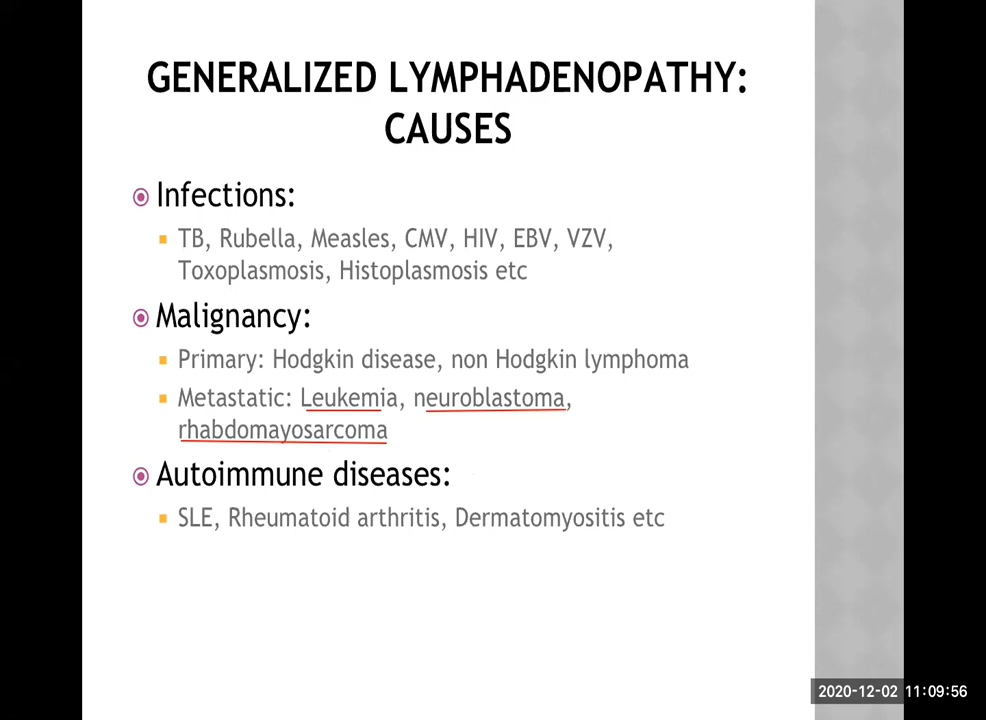 GENERALIZED LYMPHADENOPATHY:
CAUSES
Infections:
TB, Rubella, Measles, CMV, HIV, EBV, VZV,
Toxoplasmosis, Histoplasmosis etc
Malignancy:
Primary: Hodgkin disease, non Hodgkin lymphoma
Metastatic: Leukemia, neuroblastoma,
rhabdomayosarcoma
Autoimmune diseases:
SLE, Rheumatoid arthritis, Dermatomyositis etc
2020-12-02 11:09:56